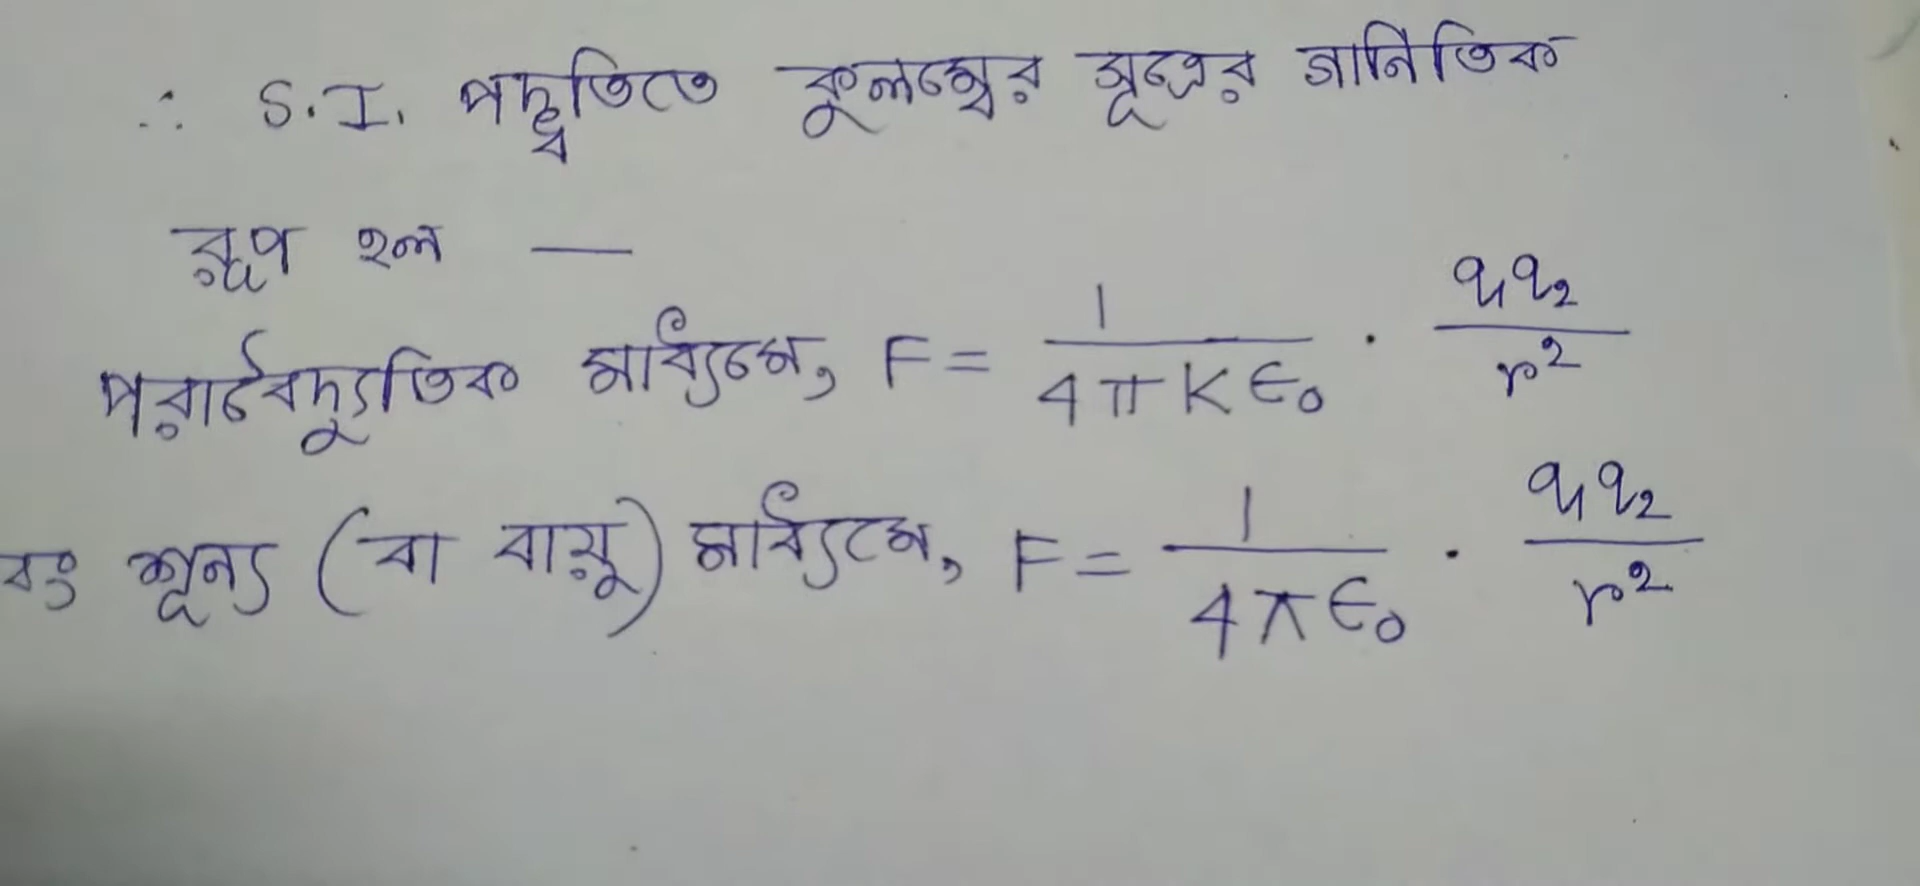 ∴ S.I. পদ্ধতিতে কুলম্বের সূত্রের গানিতিক
রূপ হল —
পরাবৈদ্যুতিক মাধ্যমে, F = 1/(4πKϵ₀) · q₁q₂/r²
বং শূন্য (বা বায়ু) মাধ্যমে, F = 1/(4πϵ₀) · q₁q₂/r²